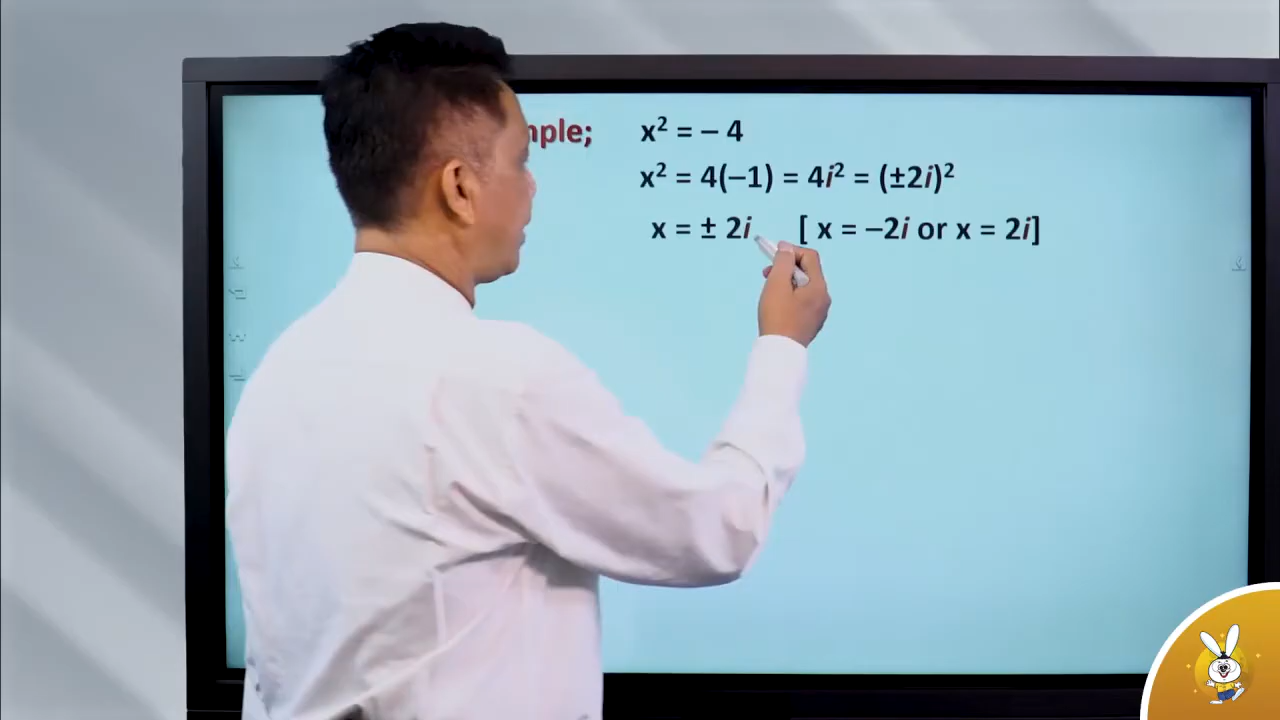 mple; x² = – 4
x² = 4(–1) = 4i² = (±2i)²
x = ± 2i [ x = –2i or x = 2i]